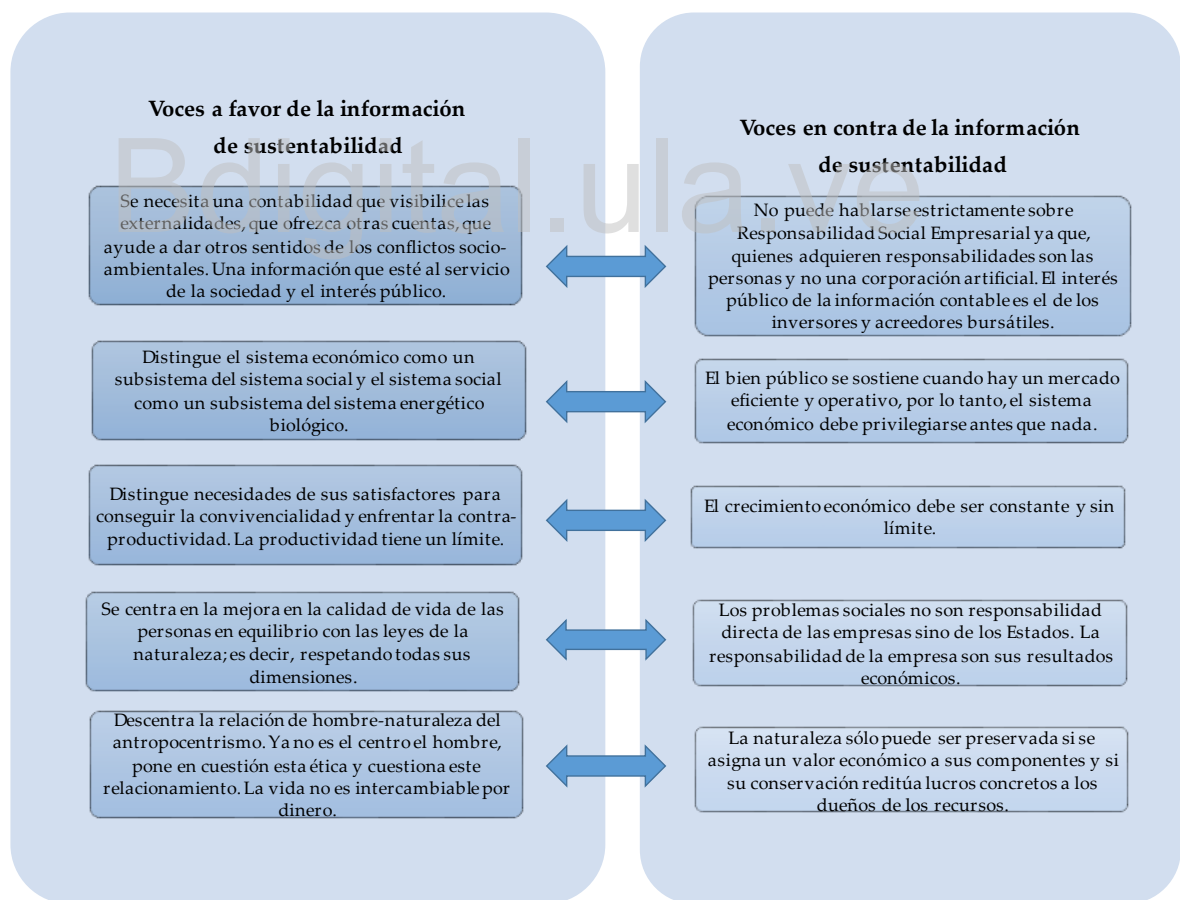 Voces a favor de la información
de sustentabilidad
Se necesita una contabilidad que visibilice las
externalidades, que ofrezca otras cuentas, que
ayude a dar otros sentidos de los conflictos socio-
ambientales. Una información que esté al servicio
de la sociedad y el interés público.
Distingue el sistema económico como un
subsistema del sistema social y el sistema social
como un subsistema del sistema energético
biológico.
Distingue necesidades de sus satisfactores para
conseguir la convivencialidad y enfrentar la contra-
productividad. La productividad tiene un límite.
Se centra en la mejora en la calidad de vida de las
personas en equilibrio con las leyes de la
naturaleza; es decir, respetando todas sus
dimensiones.
Descentra la relación de hombre-naturaleza del
antropocentrismo. Ya no es el centro el hombre,
pone en cuestión esta ética y cuestiona este
relacionamiento. La vida no es intercambiable por
dinero.
Voces en contra de la información
de sustentabilidad
No puede hablarse estrictamente sobre
Responsabilidad Social Empresarial ya que,
quienes adquieren responsabilidades son las
personas y no una corporación artificial. El interés
público de la información contable es el de los
inversores y acreedores bursátiles.
El bien público se sostiene cuando hay un mercado
eficiente y operativo, por lo tanto, el sistema
económico debe privilegiarse antes que nada.
El crecimiento económico debe ser constante y sin
límite.
Los problemas sociales no son responsabilidad
directa de las empresas sino de los Estados. La
responsabilidad de la empresa son sus resultados
económicos.
La naturaleza sólo puede ser preservada si se
asigna un valor económico a sus componentes y si
su conservación reditúa lucros concretos a los
dueños de los recursos.
Bdigital.ula.ve